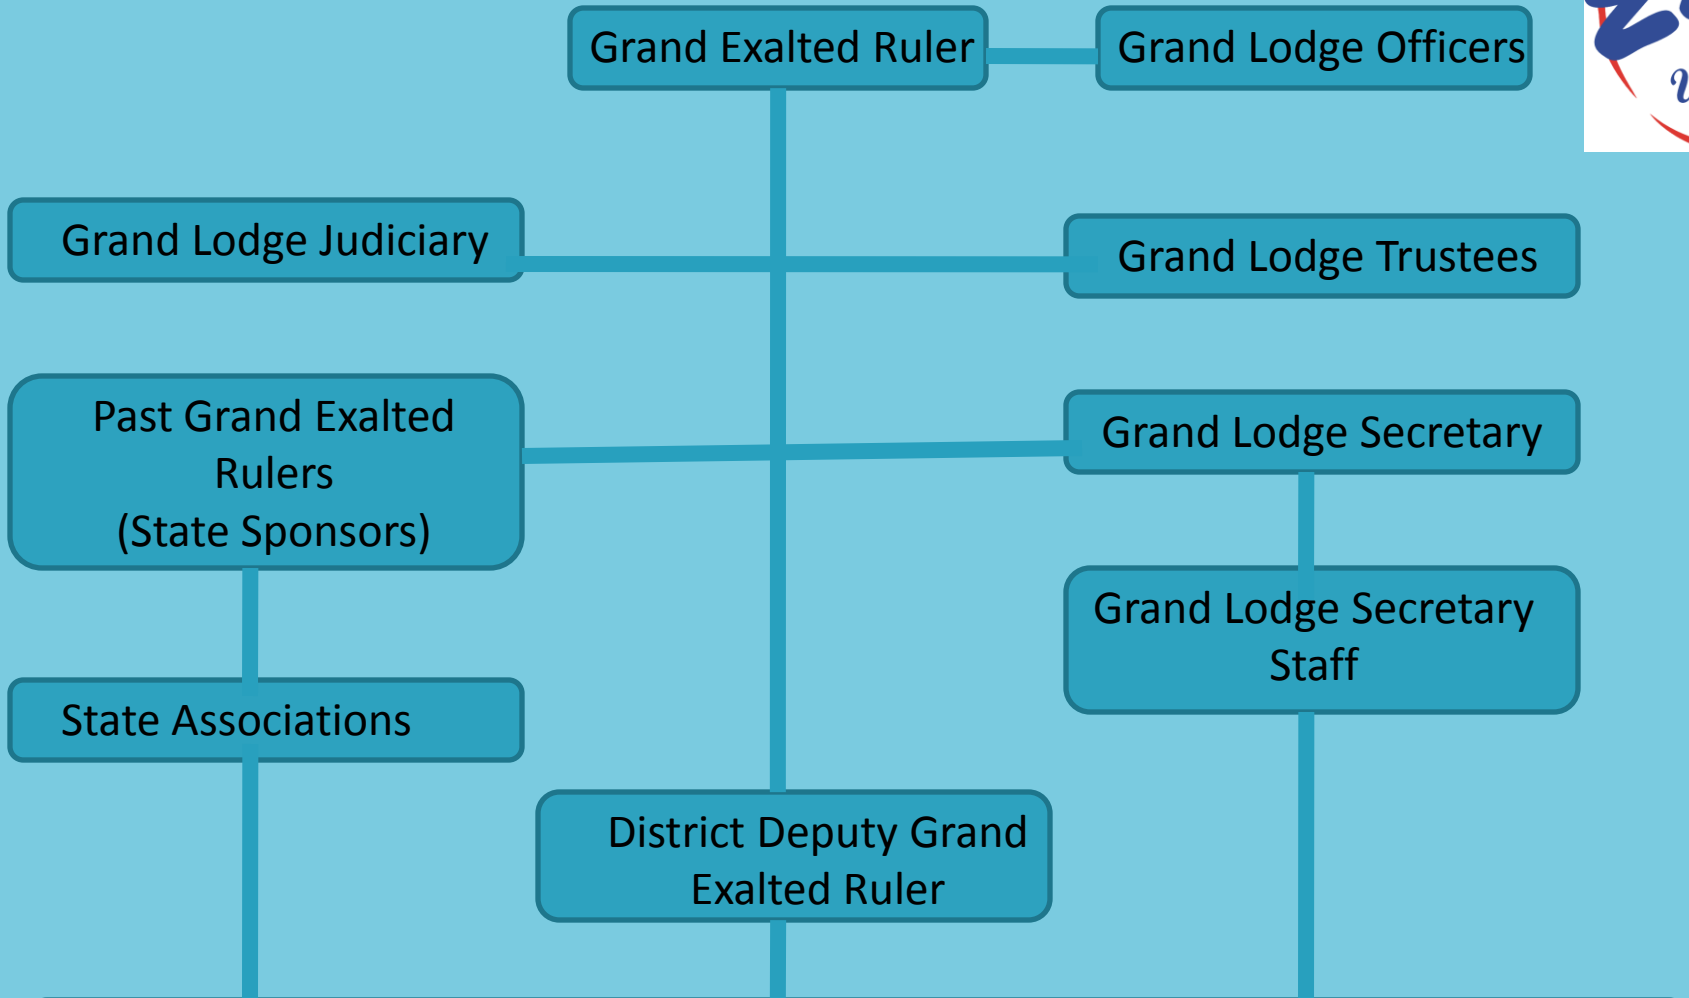 Grand Exalted Ruler
Grand Lodge Officers
Grand Lodge Judiciary
Grand Lodge Trustees
Past Grand Exalted
Rulers
(State Sponsors)
Grand Lodge Secretary
Grand Lodge Secretary
Staff
State Associations
District Deputy Grand
Exalted Ruler